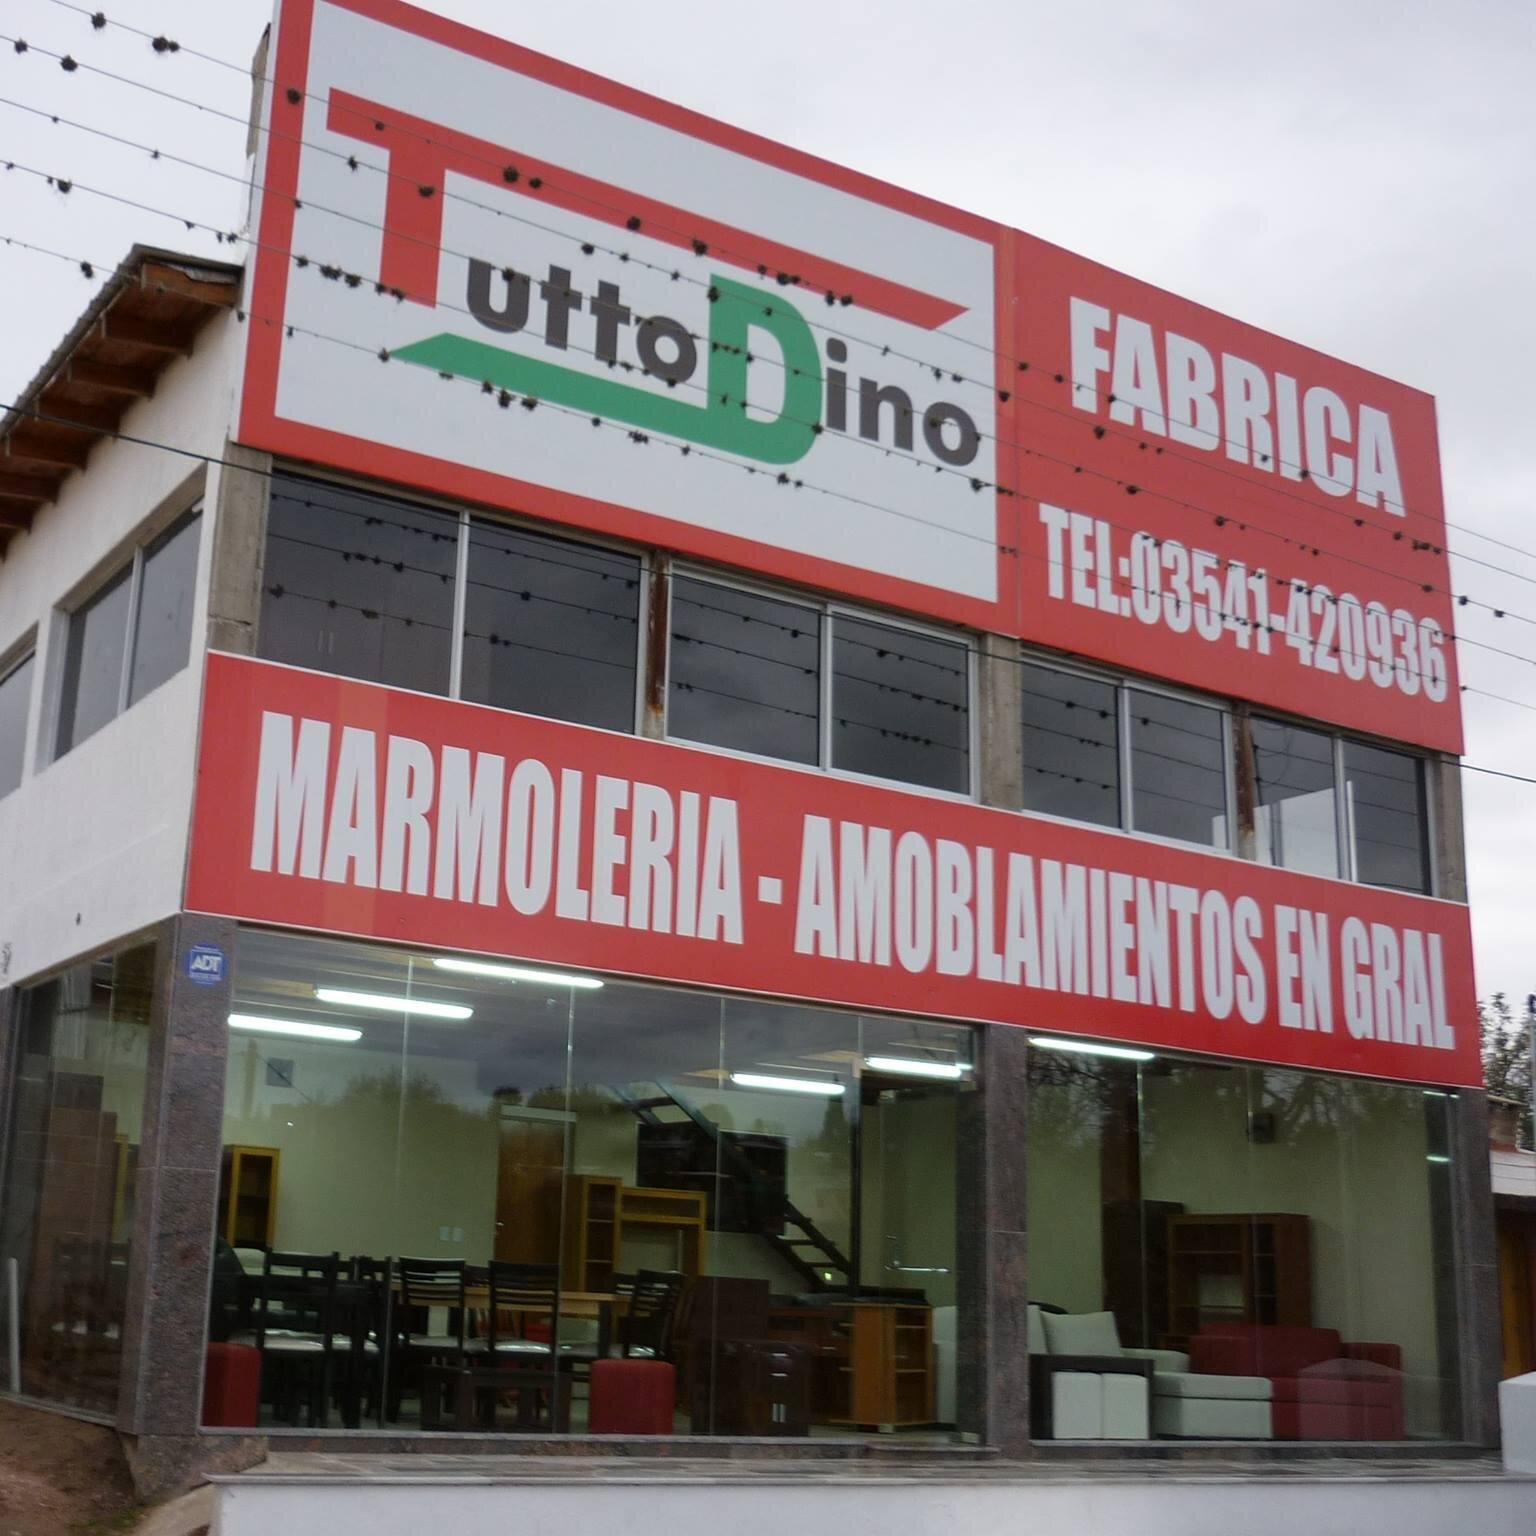 TuttoDino
FABRICA
TEL:03541-420936
MARMOLERIA - AMOBLAMIENTOS EN GRAL
ADT